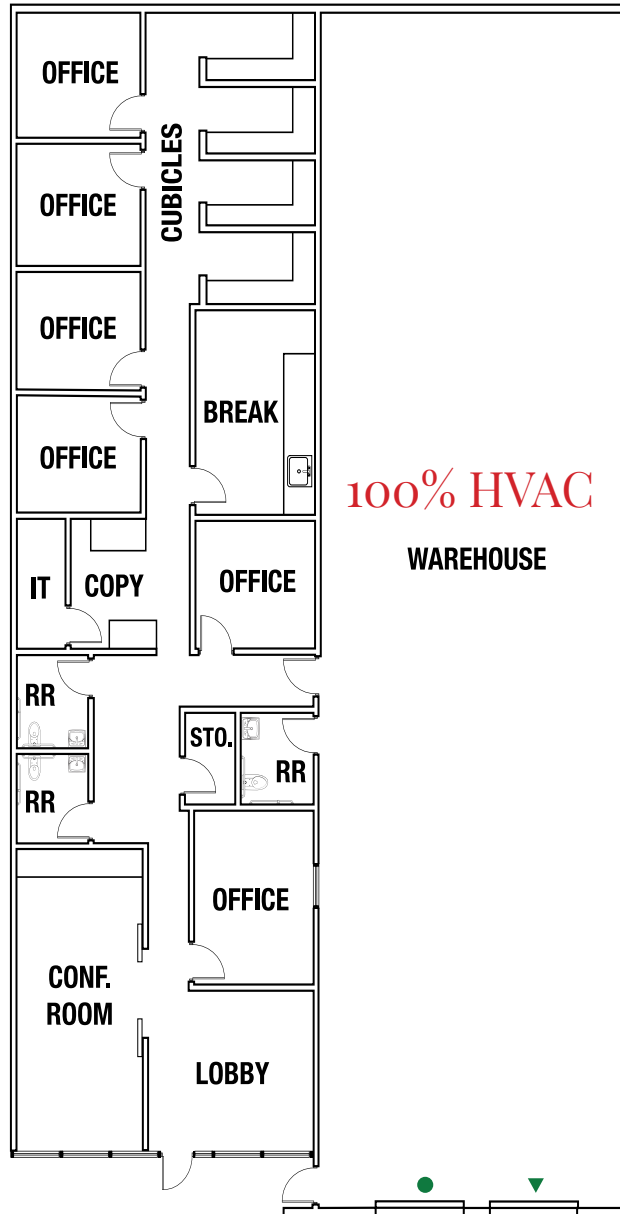 OFFICE
CUBICLES
OFFICE
OFFICE
BREAK
OFFICE
100% HVAC
WAREHOUSE
IT
COPY
OFFICE
RR
STO.
RR
RR
OFFICE
CONF.
ROOM
LOBBY